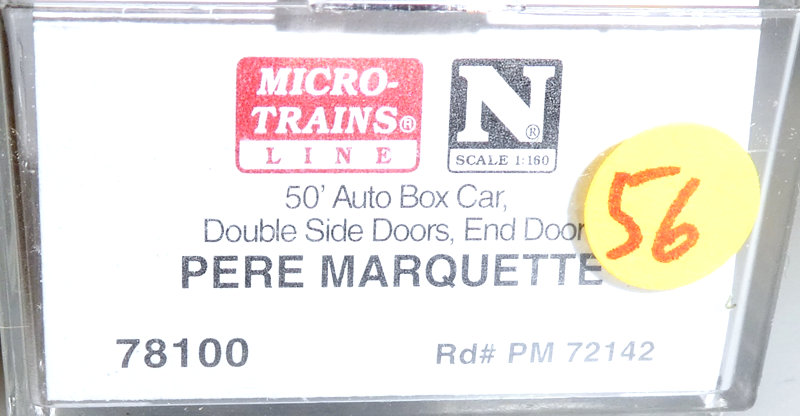 MICRO-
TRAINS®
LINE
N®
SCALE 1:160
50' Auto Box Car,
Double Side Doors, End Door
PERE MARQUETTE
56
78100
Rd# PM 72142